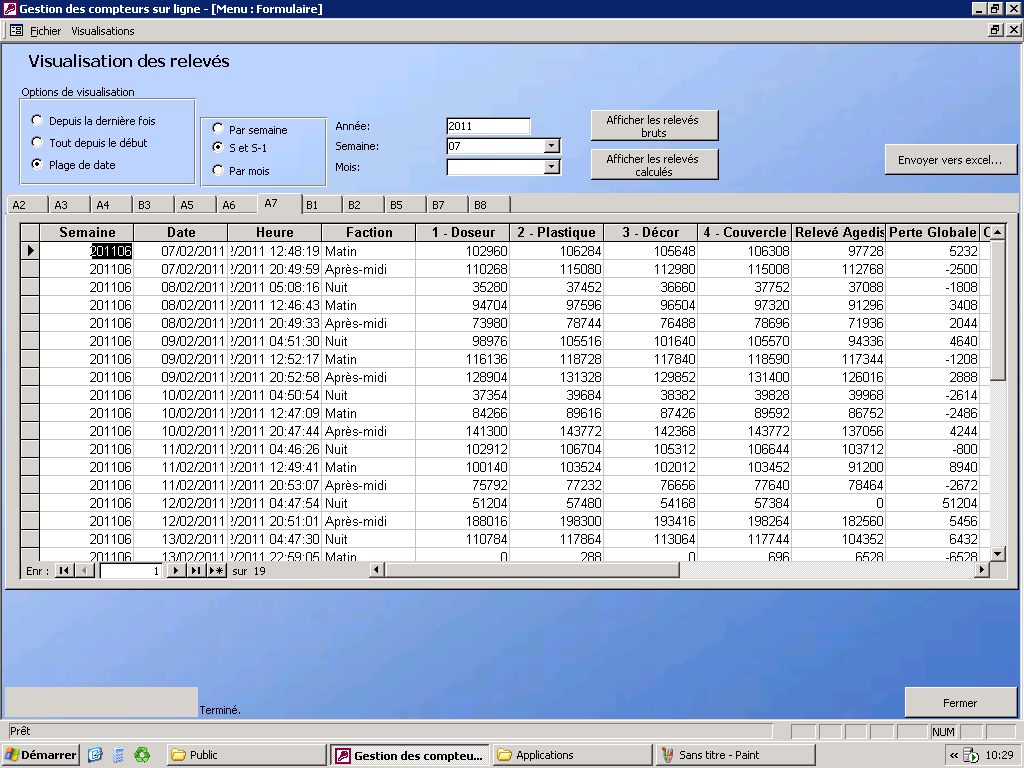 Gestion des compteurs sur ligne - [Menu : Formulaire]
Fichier Visualisations
Visualisation des relevés
Options de visualisation
Depuis la dernière fois
Tout depuis le début
Plage de date
Par semaine
S et S-1
Par mois
Année: 2011
Semaine: 07
Mois:
Afficher les relevés bruts
Afficher les relevés calculés
Envoyer vers excel...
A2 A3 A4 B3 A5 A6 A7 B1 B2 B5 B7 B8
Semaine Date Heure Faction 1 - Doseur 2 - Plastique 3 - Décor 4 - Couvercle Relevé Agedis Perte Globale
201106 07/02/2011 2/2011 12:48:19 Matin 102960 106284 105648 106308 97728 5232
201106 07/02/2011 2/2011 20:49:59 Après-midi 110268 115080 112980 115008 112768 -2500
201106 08/02/2011 2/2011 05:08:16 Nuit 35280 37452 36660 37752 37088 -1808
201106 08/02/2011 2/2011 12:46:43 Matin 94704 97596 96504 97320 91296 3408
201106 08/02/2011 2/2011 20:49:33 Après-midi 73980 78744 76488 78696 71936 2044
201106 09/02/2011 2/2011 04:51:30 Nuit 98976 105516 101640 105570 94336 4640
201106 09/02/2011 2/2011 12:52:17 Matin 116136 118728 117840 118590 117344 -1208
201106 09/02/2011 2/2011 20:52:58 Après-midi 128904 131328 129852 131400 126016 2888
201106 10/02/2011 2/2011 04:50:54 Nuit 37354 39684 38382 39828 39968 -2614
201106 10/02/2011 2/2011 12:47:09 Matin 84266 89616 87426 89592 86752 -2486
201106 10/02/2011 2/2011 20:47:44 Après-midi 141300 143772 142368 143772 137056 4244
201106 11/02/2011 2/2011 04:46:26 Nuit 102912 106704 105312 106644 103712 -800
201106 11/02/2011 2/2011 12:49:41 Matin 100140 103524 102012 103452 91200 8940
201106 11/02/2011 2/2011 20:53:07 Après-midi 75792 77232 76656 77640 78464 -2672
201106 12/02/2011 2/2011 04:47:54 Nuit 51204 57480 54168 57384 0 51204
201106 12/02/2011 2/2011 20:51:01 Après-midi 188016 198300 193416 198264 182560 5456
201106 13/02/2011 2/2011 04:47:30 Nuit 110784 117864 113064 117744 104352 6432
201106 13/02/2011 2/2011 22:59:05 Matin 0 288 0 696 6528 -6528
Enr : 1 sur 19
Terminé.
Fermer
Prêt NUM
Démarrer Public Gestion des compteu... Applications Sans titre - Paint « 10:29